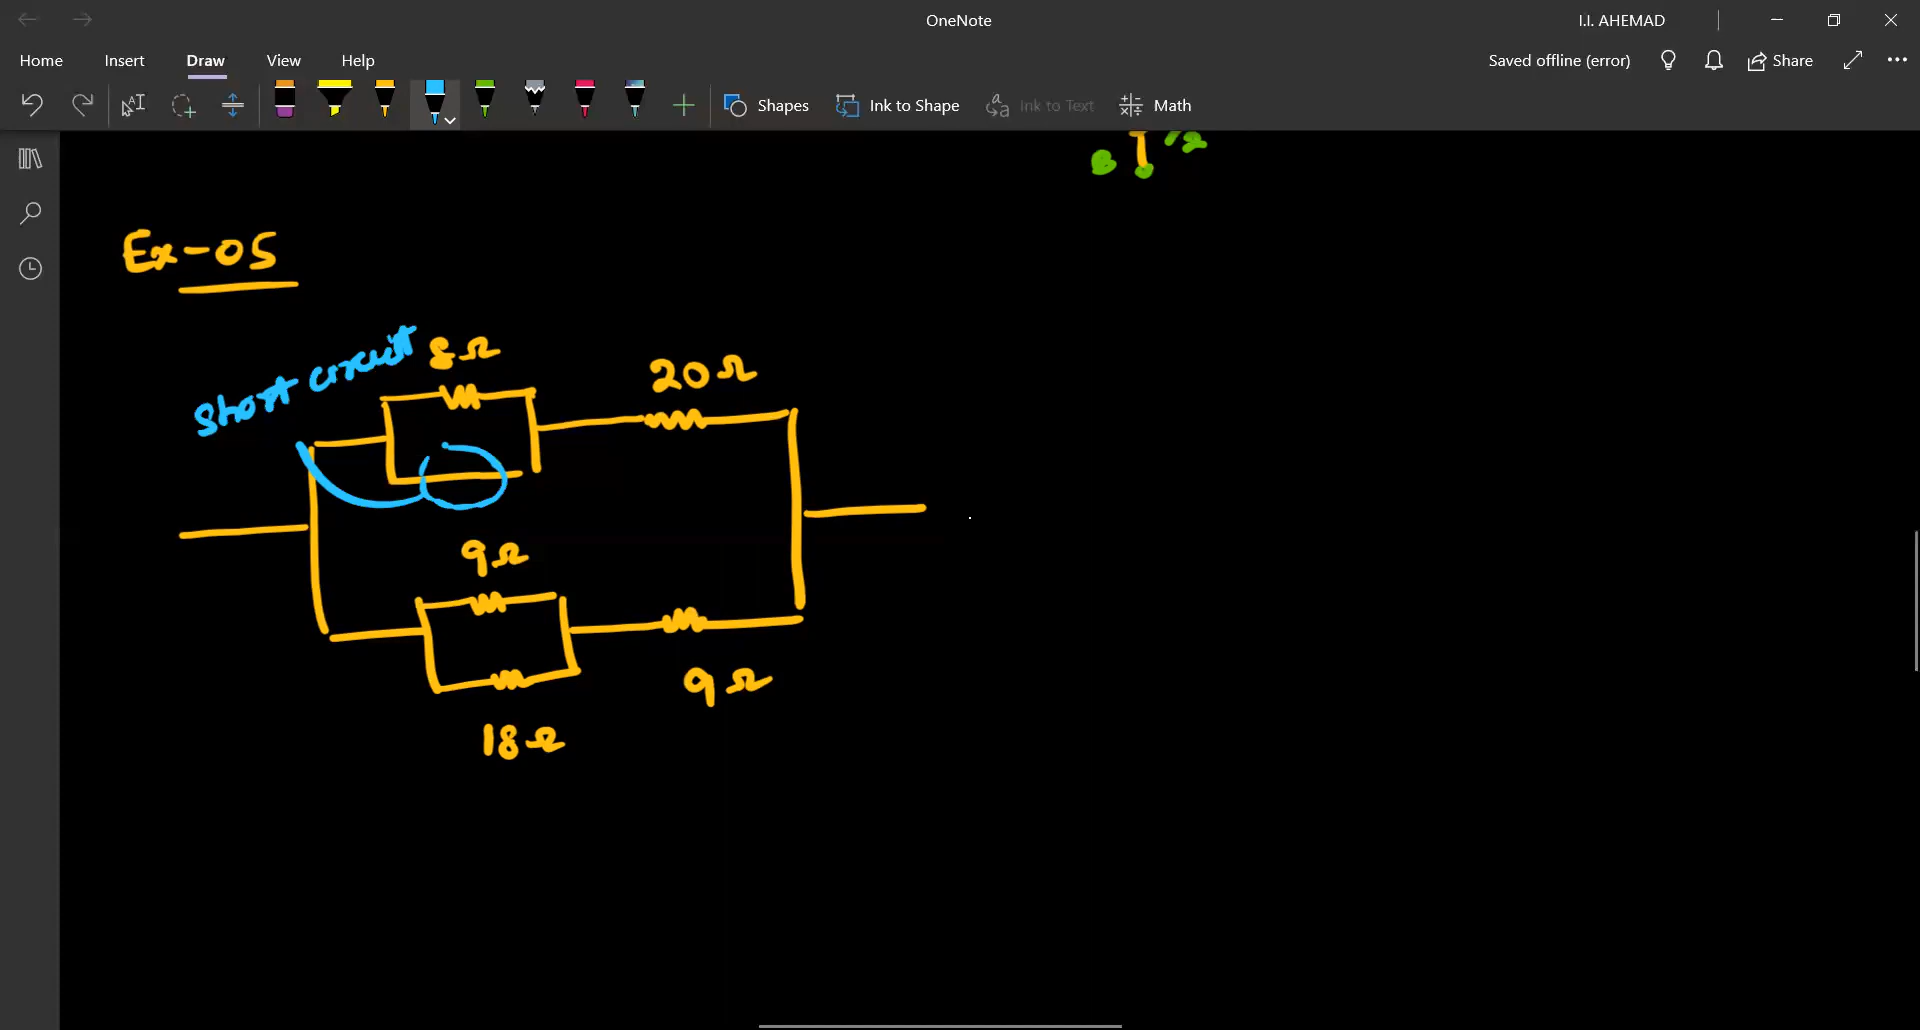 OneNote
I.I. AHEMAD
Home Insert Draw View Help
Saved offline (error) Share
Shapes Ink to Shape Ink to Text Math
B
Ex-05
Short circuit
8Ω
20Ω
9Ω
9Ω
18Ω